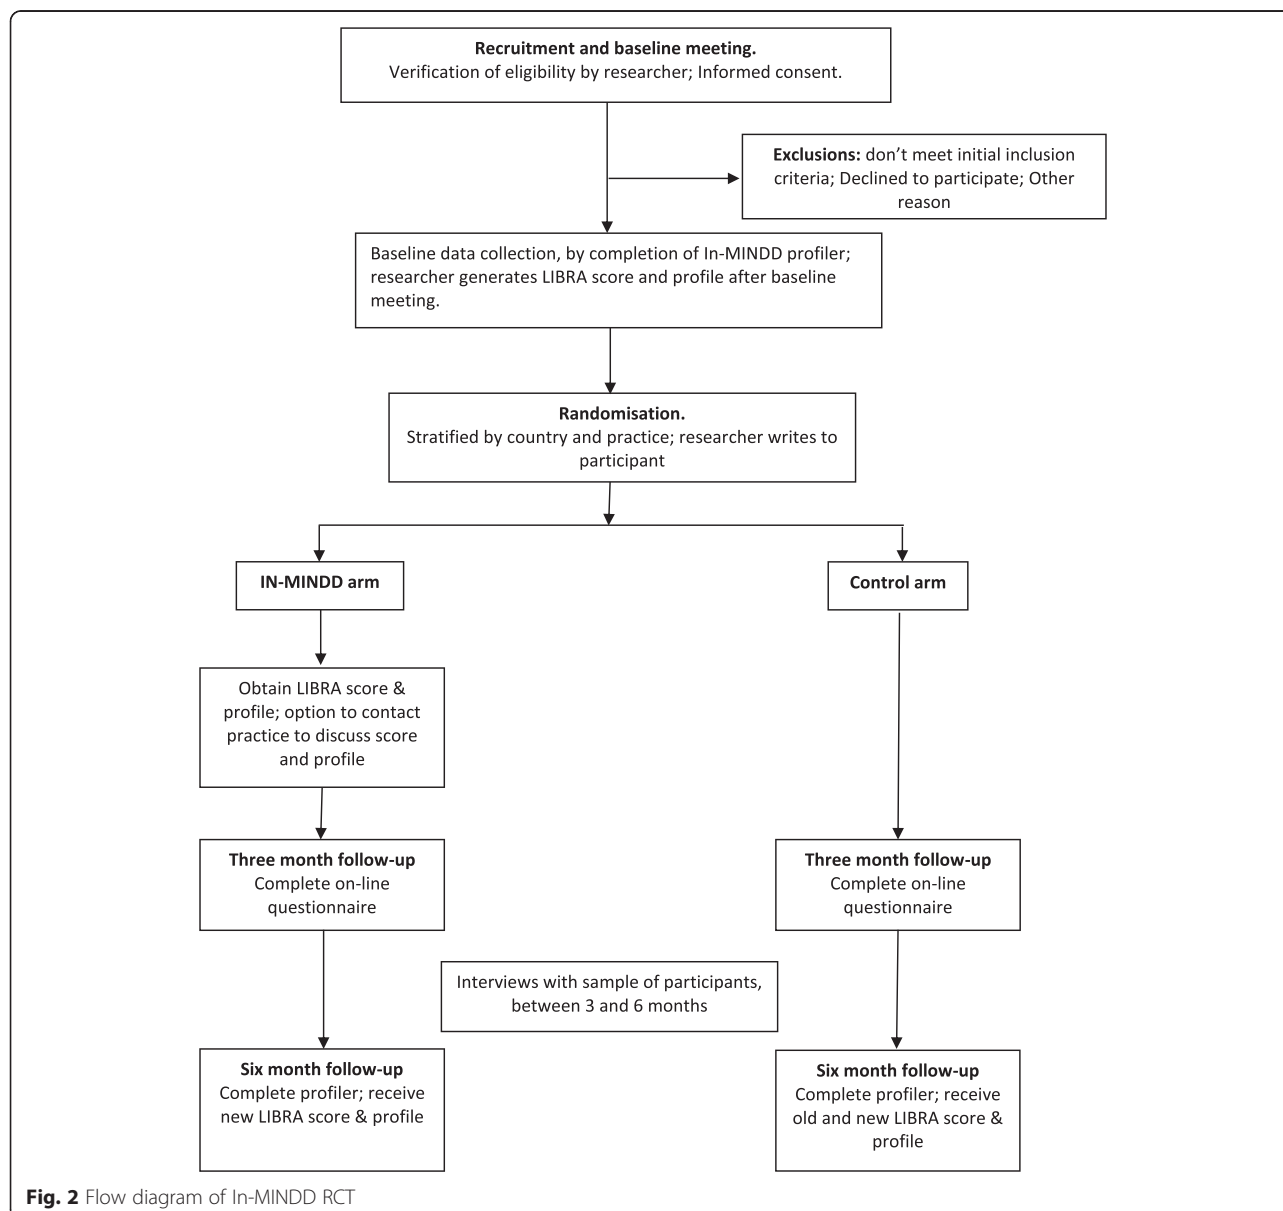 Recruitment and baseline meeting.
Verification of eligibility by researcher; Informed consent.
Exclusions: don’t meet initial inclusion
criteria; Declined to participate; Other
reason
Baseline data collection, by completion of In-MINDD profiler;
researcher generates LIBRA score and profile after baseline
meeting.
Randomisation.
Stratified by country and practice; researcher writes to
participant
IN-MINDD arm
Control arm
Obtain LIBRA score &
profile; option to contact
practice to discuss score
and profile
Three month follow-up
Complete on-line
questionnaire
Three month follow-up
Complete on-line
questionnaire
Interviews with sample of participants,
between 3 and 6 months
Six month follow-up
Complete profiler; receive
new LIBRA score & profile
Six month follow-up
Complete profiler; receive
old and new LIBRA score &
profile
Fig. 2 Flow diagram of In-MINDD RCT